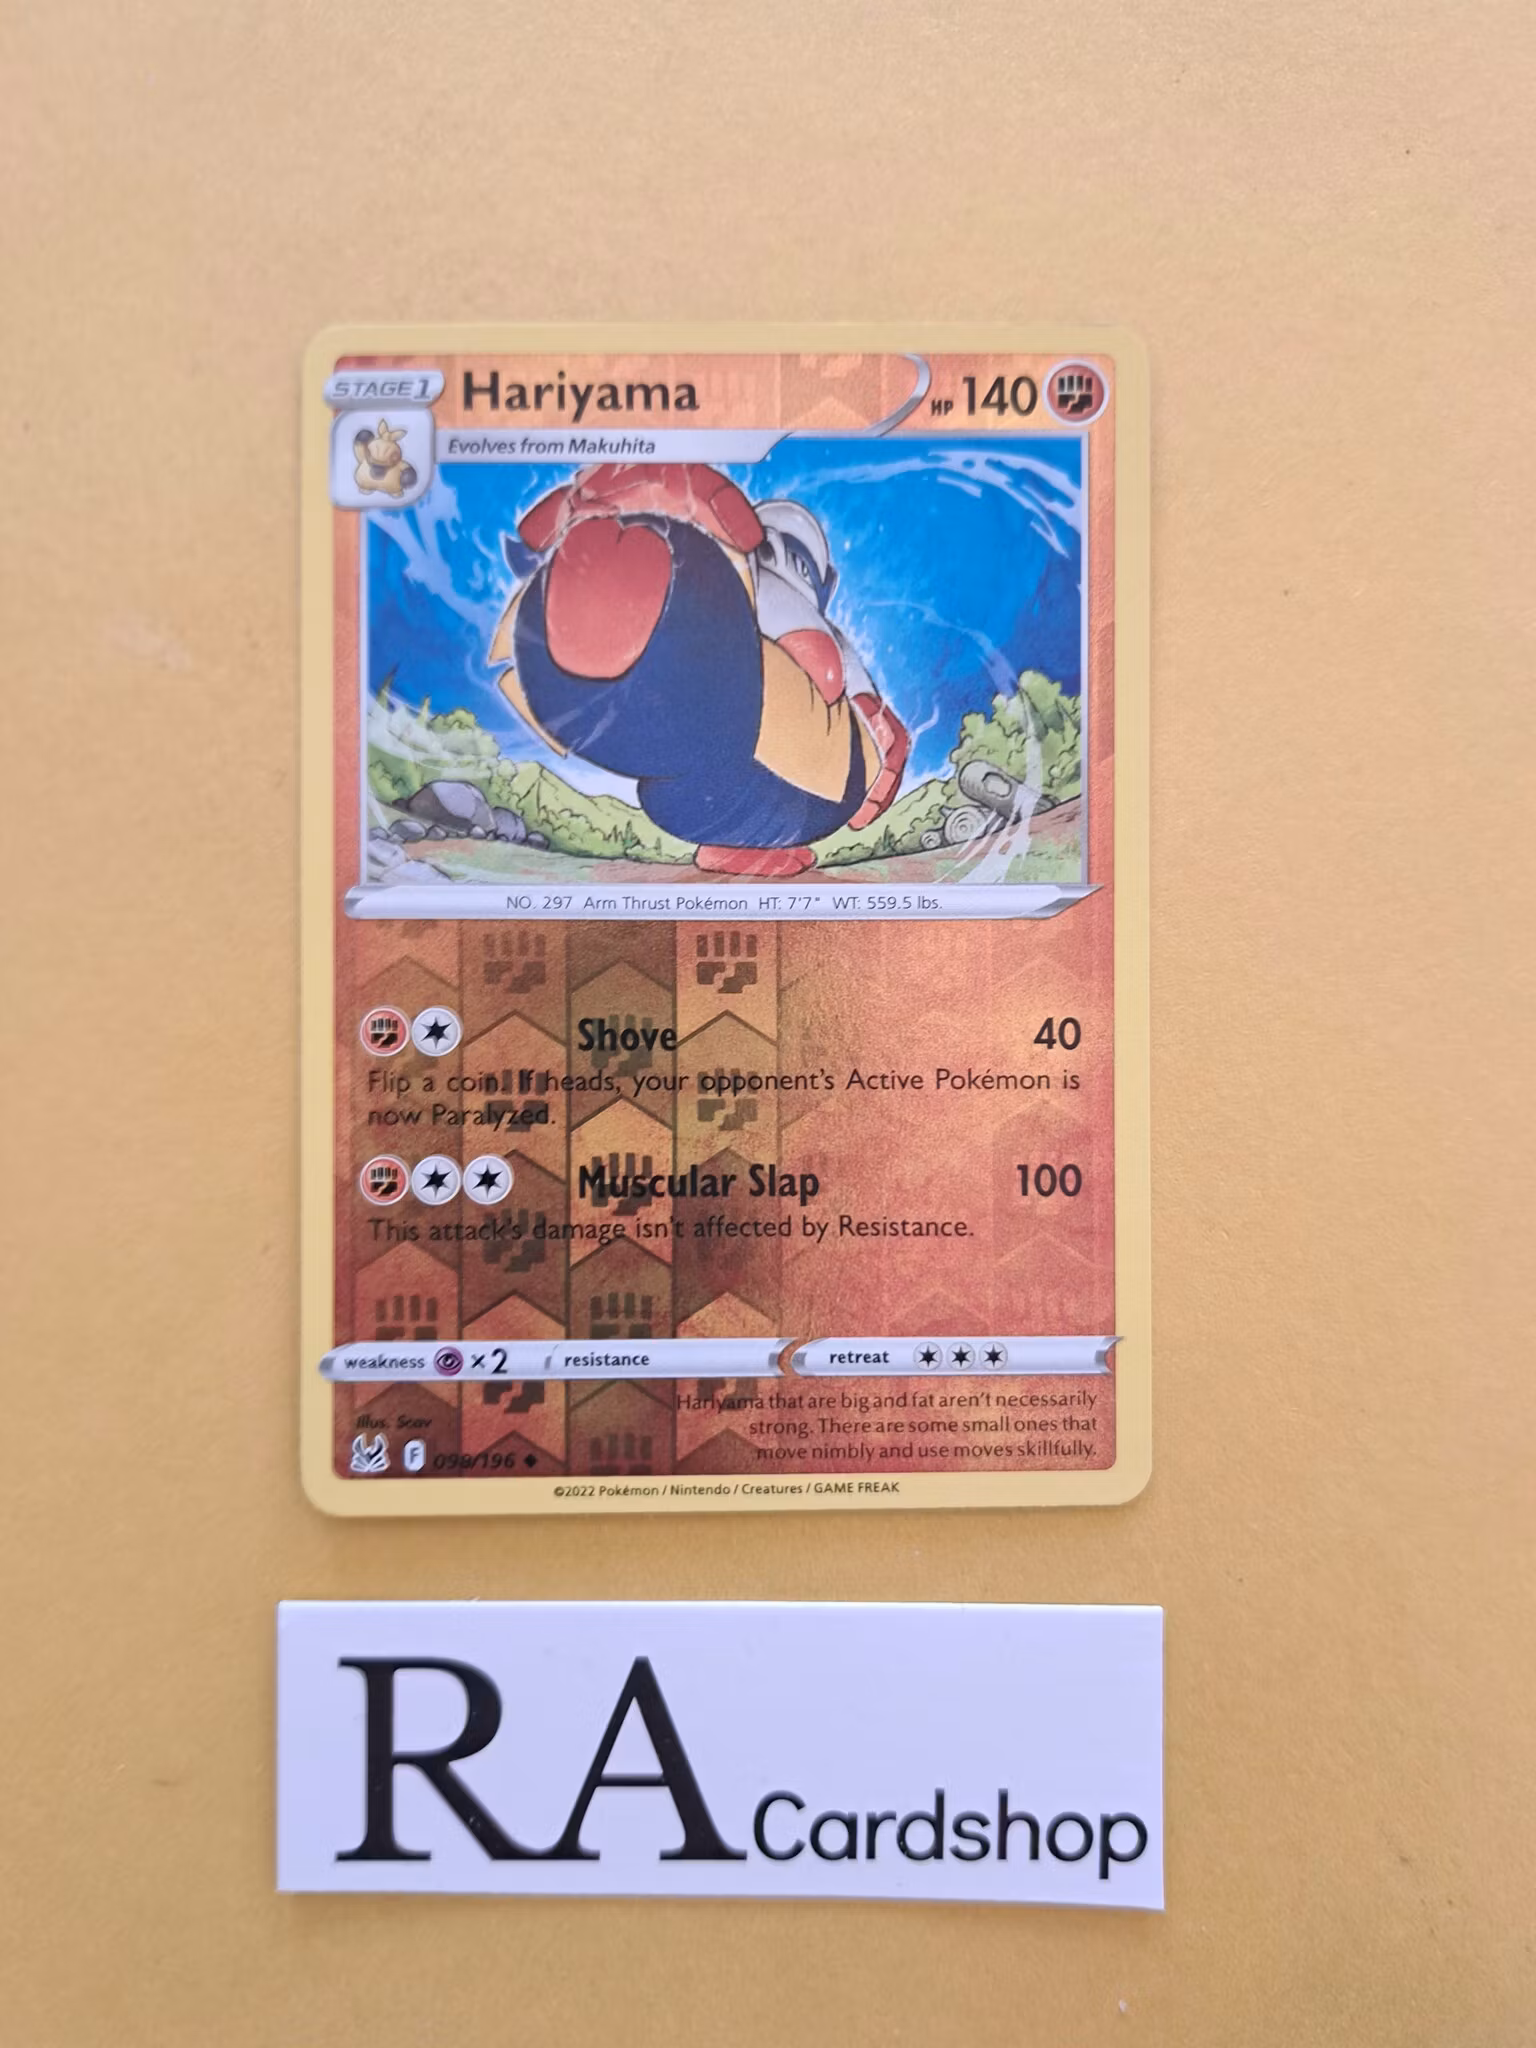 STAGE 1
Hariyama
HP 140
Evolves from Makuhita
NO. 297 Arm Thrust Pokémon HT: 7'7" WT: 559.5 lbs.
Shove 40
Flip a coin. If heads, your opponent's Active Pokémon is
now Paralyzed.
Muscular Slap 100
This attack's damage isn't affected by Resistance.
weakness ×2 resistance retreat
Hariyama that are big and fat aren't necessarily
strong. There are some small ones that
move nimbly and use moves skillfully.
Illus. Scav
F 098/196
©2022 Pokémon / Nintendo / Creatures / GAME FREAK
RA Cardshop